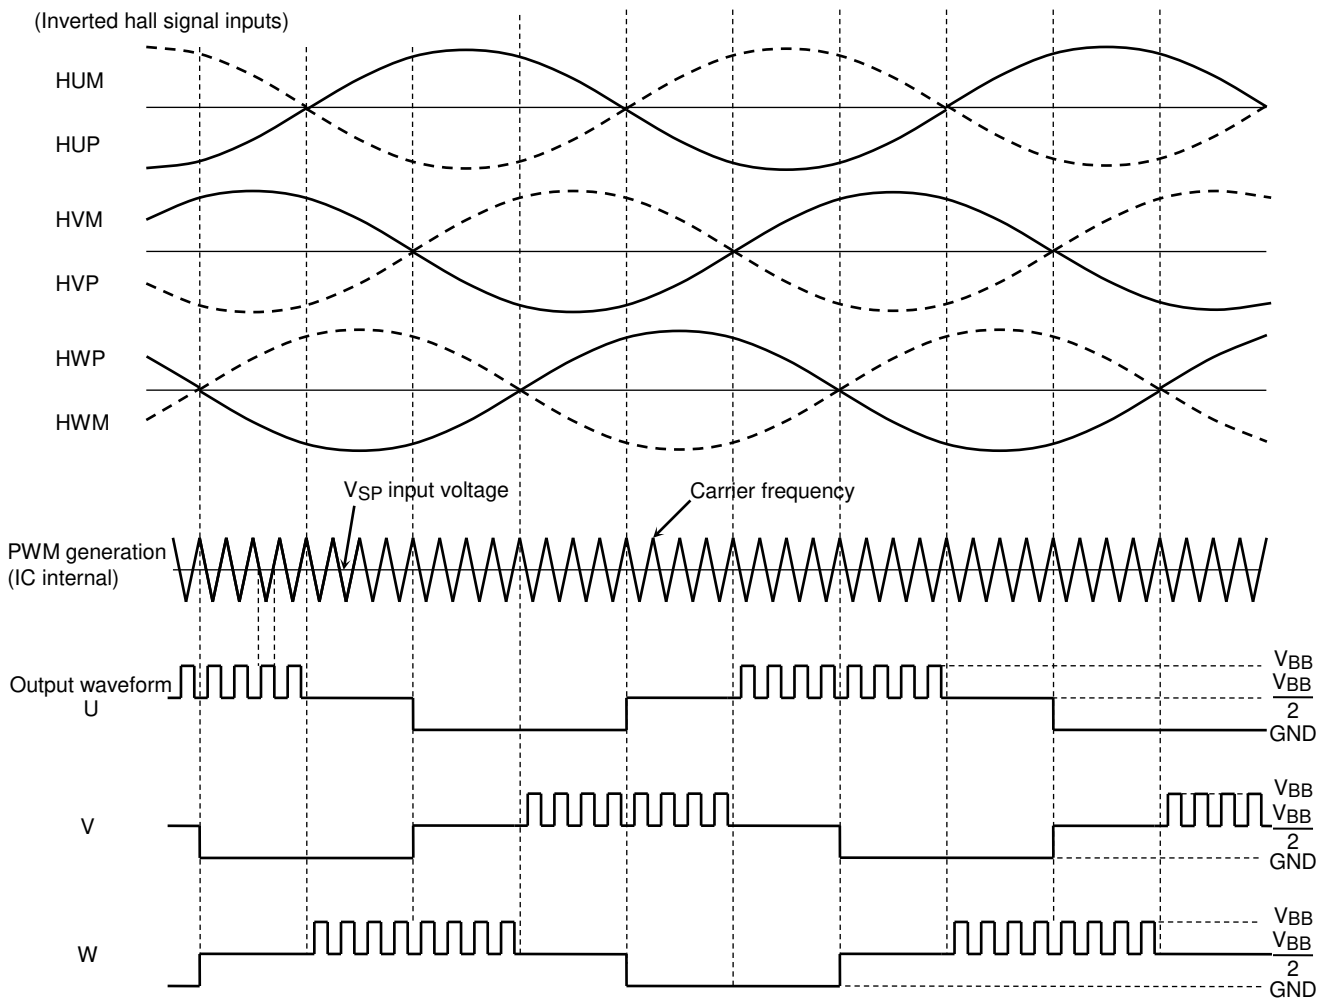 (Inverted hall signal inputs)
HUM
HUP
HVM
HVP
HWP
HWM
VSP input voltage
Carrier frequency
PWM generation
(IC internal)
Output waveform
U
VBB
VBB
2
GND
V
VBB
VBB
2
GND
W
VBB
VBB
2
GND